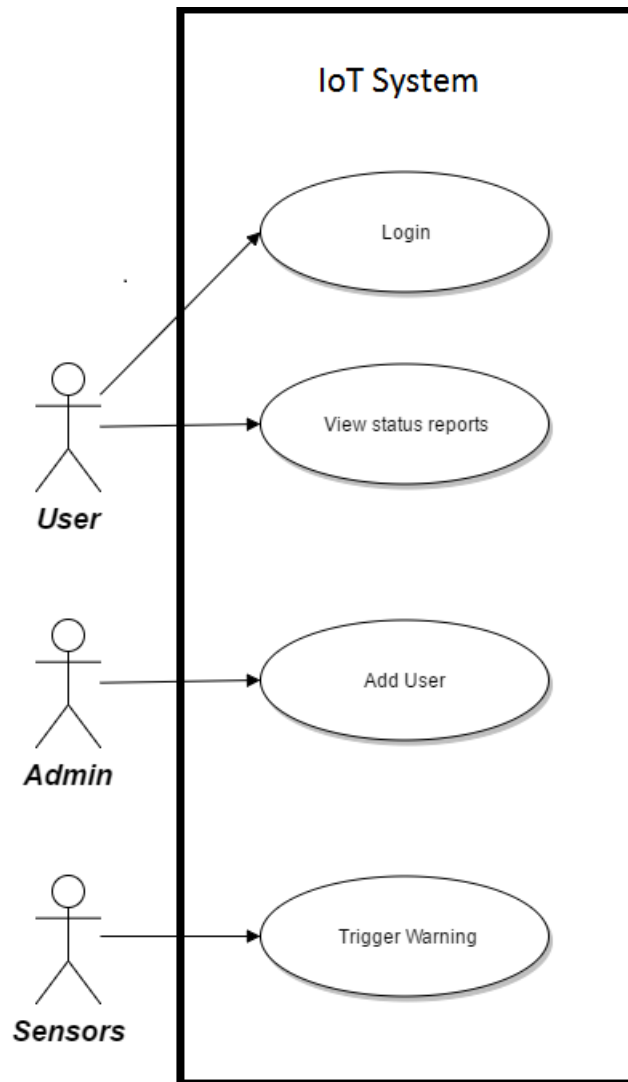 IoT System
Login
View status reports
User
Add User
Admin
Trigger Warning
Sensors